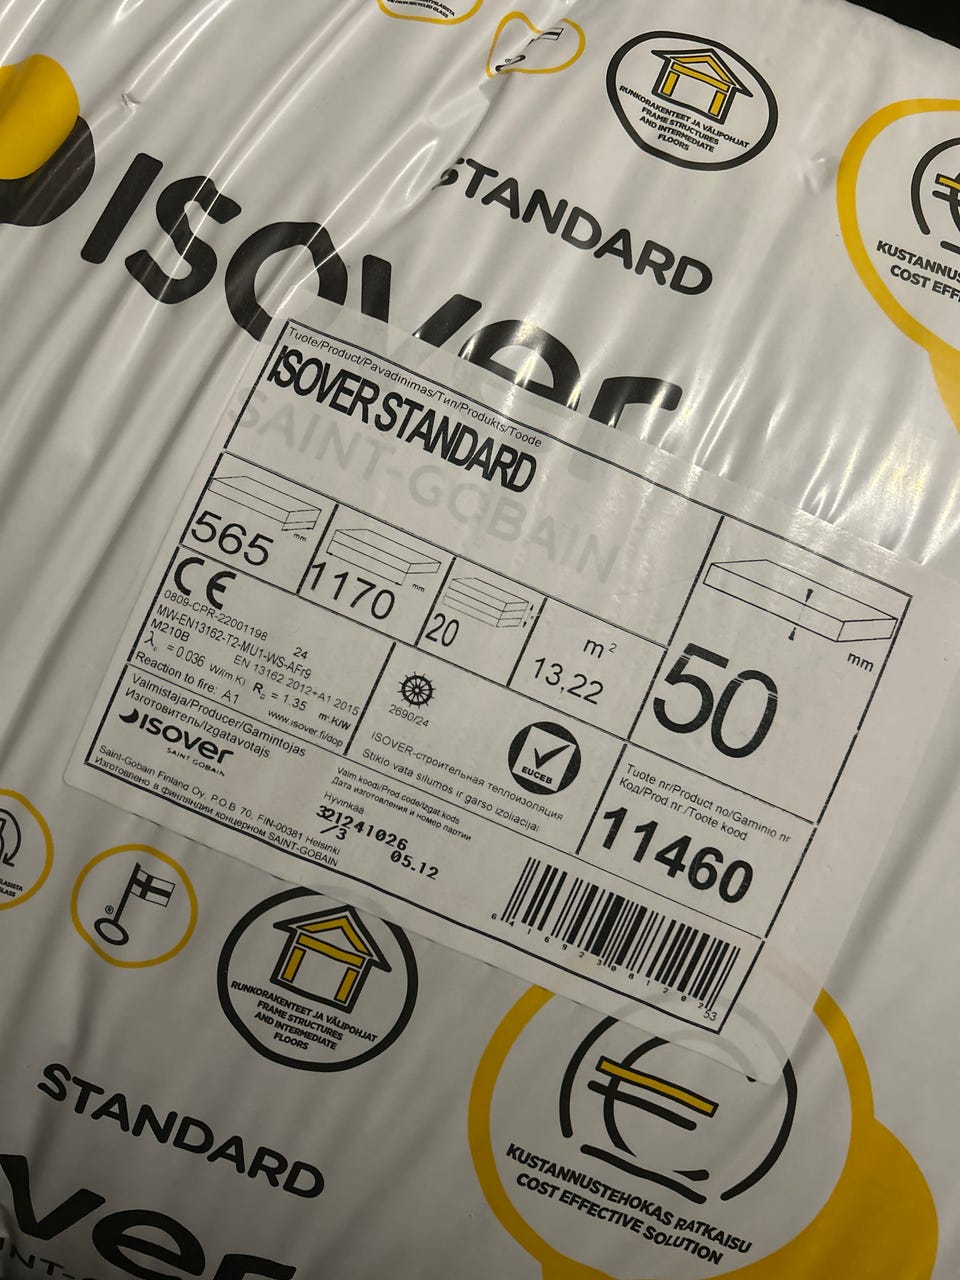 RUNKORAKENTEET JA VÄLIPOHJAT
FRAME STRUCTURES
AND INTERMEDIATE
FLOORS
STANDARD
isover
KUSTANNUS
COST EFF
SAINT-GOBAIN
Tuote/Product/Pavadinimas/Тип/Produkts/Toode
ISOVER STANDARD
565
mm
1170
mm
20
m²
13,22
50
mm
CE
0809-CPR-22001198
24
MW-EN13162-T2-MU1-WS-AFr9
EN 13162:2012+A1:2015
M210B
= 0.036 W/(m.K) R = 1.35 m².K/W
Reaction to fire: A1
www.isover.fi/dop
2690/24
EUCEB
ISOVER-строительная теплоизоляция
Stiklo vata šilumos ir garso izoliacijai
Valmistaja/Producer/Gamintojas
Изготовитель/Izgatavotājs
isover
SAINT GOBAIN
Saint-Gobain Finland Oy, P.O.B 70, FIN-00381 Helsinki
Изготовлено в финляндии концерном SAINT-GOBAIN
Valm.koodi/Prod.code/Izgat.kods
Дата изготовления и номер партии
Hyvinkää
321241026
/3
05.12
Tuote nr/Product no/Gaminio nr
Код/Prod.nr./Toote kood
11460
6416923081202
53
RUNKORAKENTEET JA VÄLIPOHJAT
FRAME STRUCTURES
AND INTERMEDIATE
FLOORS
STANDARD
KUSTANNUSTEHOKAS RATKAISU
COST EFFECTIVE SOLUTION
ver